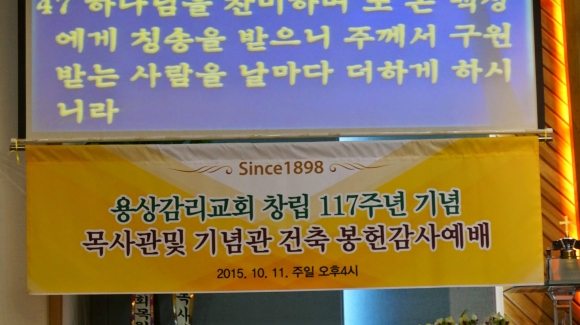 47 하나님을 찬미하며 또 온 백성
에게 칭송을 받으니 주께서 구원
받는 사람을 날마다 더하게 하시
니라
Since1898
용상감리교회 창립 117주년 기념
목사관및 기념관 건축 봉헌감사예배
2015. 10. 11. 주일 오후4시